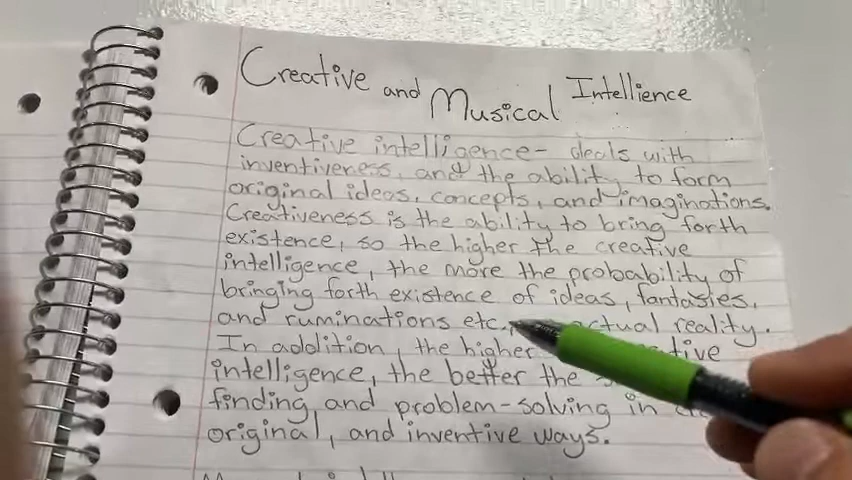 Creative and Musical Intellience
Creative intelligence- deals with
inventiveness, and the ability to form
original ideas, concepts, and imaginations.
Creativeness is the ability to bring forth
existence, so the higher the creative
intelligence, the more the probability of
bringing forth existence of ideas, fantasies,
and ruminations etc. actual reality.
In addition, the higher
intelligence, the better the
finding and problem-solving in
original, and inventive ways.